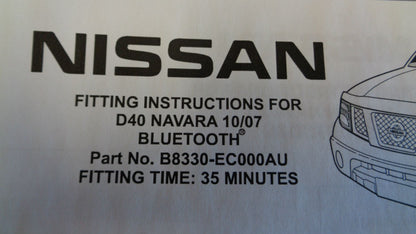 NISSAN
FITTING INSTRUCTIONS FOR
D40 NAVARA 10/07
BLUETOOTH®
Part No. B8330-EC000AU
FITTING TIME: 35 MINUTES